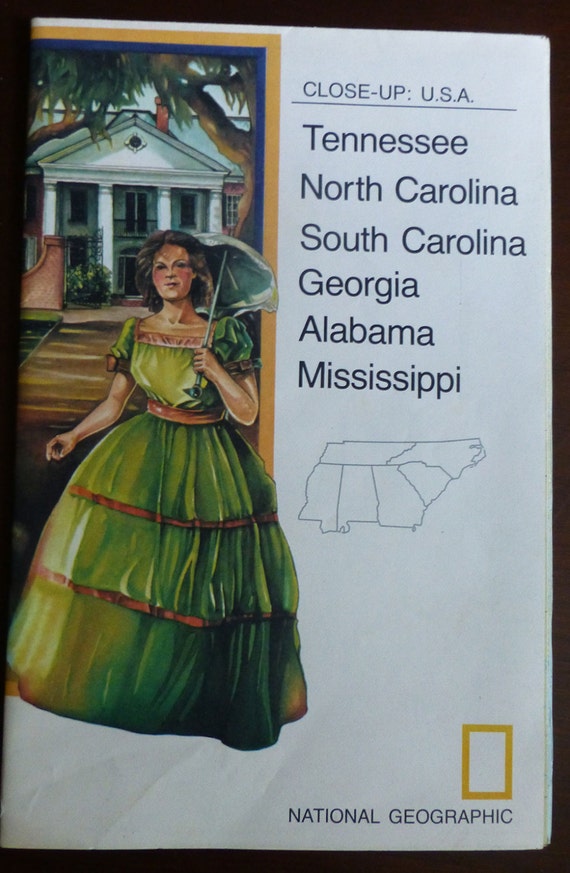 CLOSE-UP: U.S.A.
Tennessee
North Carolina
South Carolina
Georgia
Alabama
Mississippi
NATIONAL GEOGRAPHIC